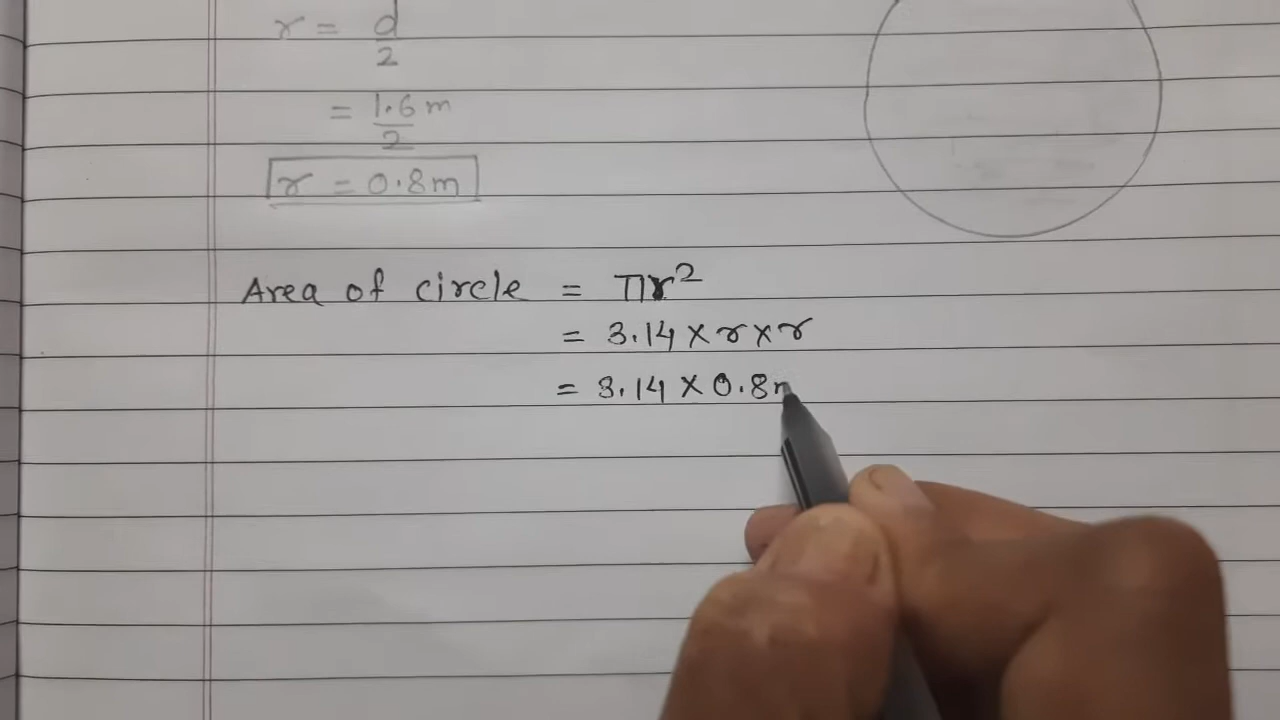 r = d/2
= 1.6 m/2
r = 0.8m
Area of circle = πr²
= 3.14 × r × r
= 3.14 × 0.8m